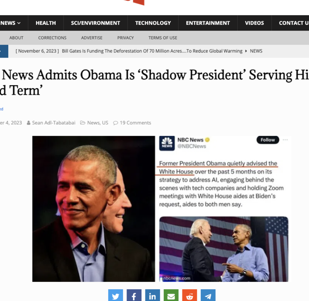 NEWS HEALTH SCI/ENVIRONMENT TECHNOLOGY ENTERTAINMENT VIDEOS CONTACT U
ABOUT CORRECTIONS ADVERTISE PRIVACY TERMS OF USE
[ November 6, 2023 ] Bill Gates Is Funding The Deforestation Of 70 Million Acres... To Reduce Global Warming NEWS
News Admits Obama Is ‘Shadow President’ Serving Hi
d Term’
er 4, 2023 Sean Adl-Tabatabai News, US 19 Comments
NBC News
@NBCNews
Follow
Former President Obama quietly advised the
White House over the past 5 months on its
strategy to address AI, engaging behind the
scenes with tech companies and holding Zoom
meetings with White House aides at Biden's
request, aides to both men say.